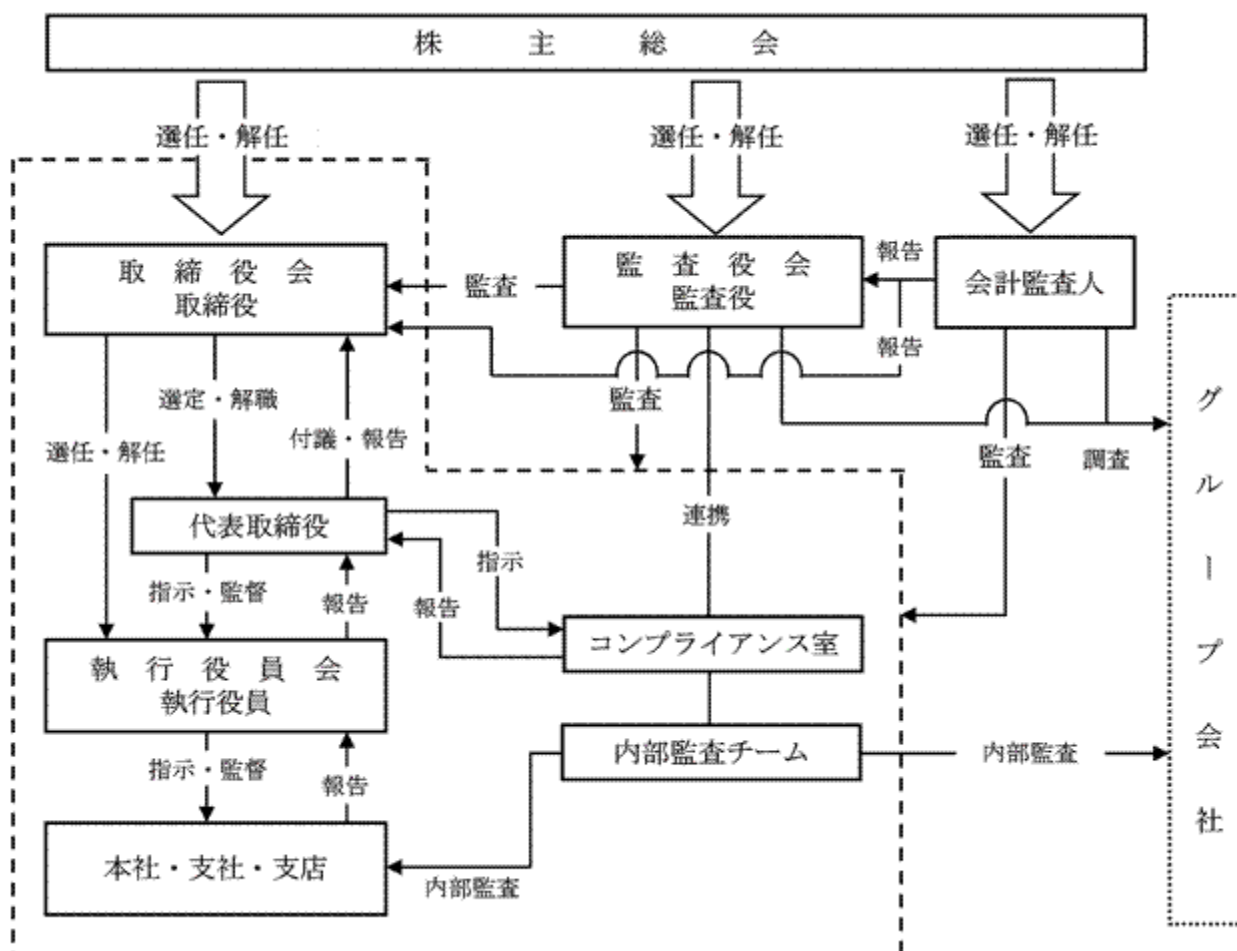 株主総会
選任・解任
選任・解任
選任・解任
取締役会
取締役
監査
監査役会
監査役
報告
会計監査人
報告
選定・解職
付議・報告
選任・解任
監査
監査
調査
グループ会社
代表取締役
指示
連携
指示・監督
報告
報告
コンプライアンス室
執行役員会
執行役員
内部監査チーム
内部監査
指示・監督
報告
本社・支社・支店
内部監査